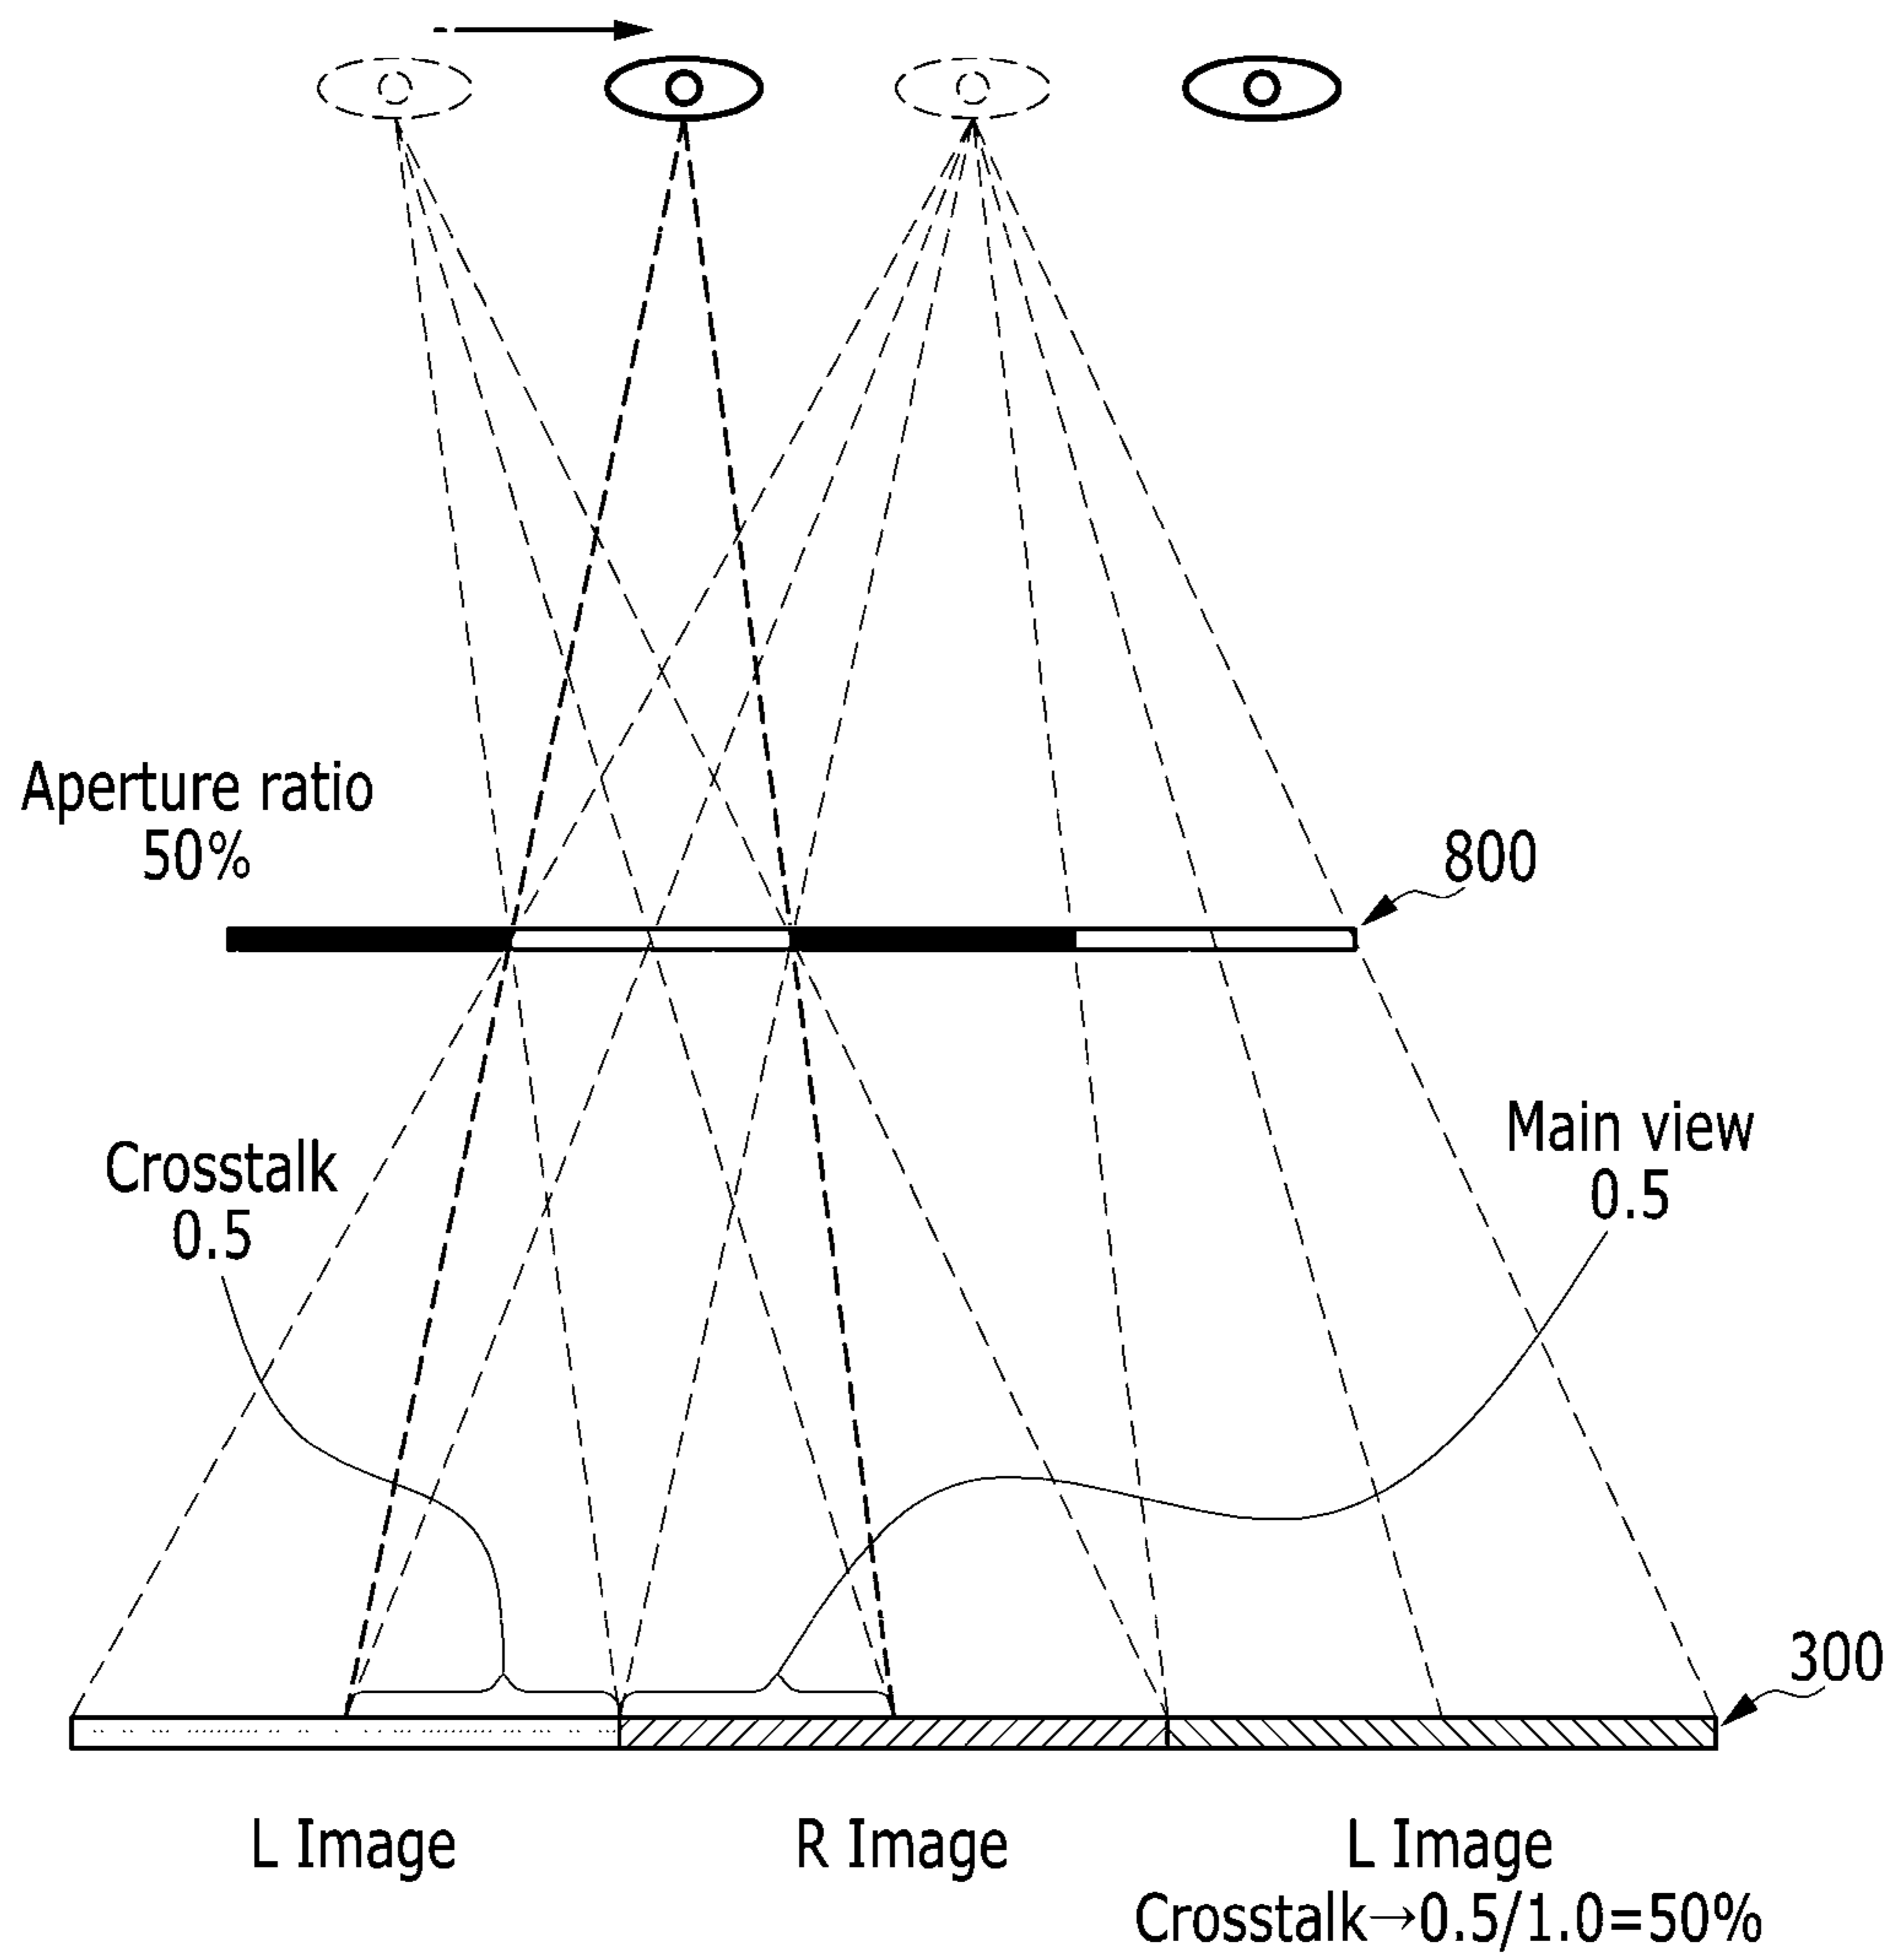 Aperture ratio
50%
800
Crosstalk
0.5
Main view
0.5
300
L Image
R Image
L Image
Crosstalk→0.5/1.0=50%